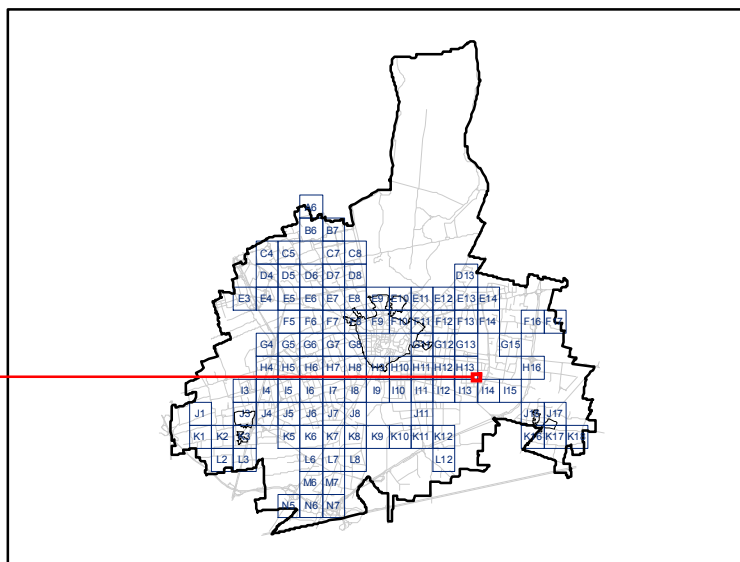 A6
B6 B7
C4 C5 C7 C8
D4 D5 D6 D7 D8 D13
E3 E4 E5 E6 E7 E8 E9 E10 E11 E12 E13 E14
F5 F6 F7 F8 F9 F10 F11 F12 F13 F14 F16
G4 G5 G6 G7 G8 G12 G13 G15
H4 H5 H6 H7 H8 H9 H10 H11 H12 H13 H16
I3 I4 I5 I6 I7 I8 I9 I10 I11 I12 I13 I14 I15
J1 J3 J4 J5 J6 J7 J8 J11 J17
K1 K2 K5 K6 K7 K8 K9 K10 K11 K12 K16 K17 K18
L2 L3 L6 L7 L8 L12
M6 M7
N5 N6 N7